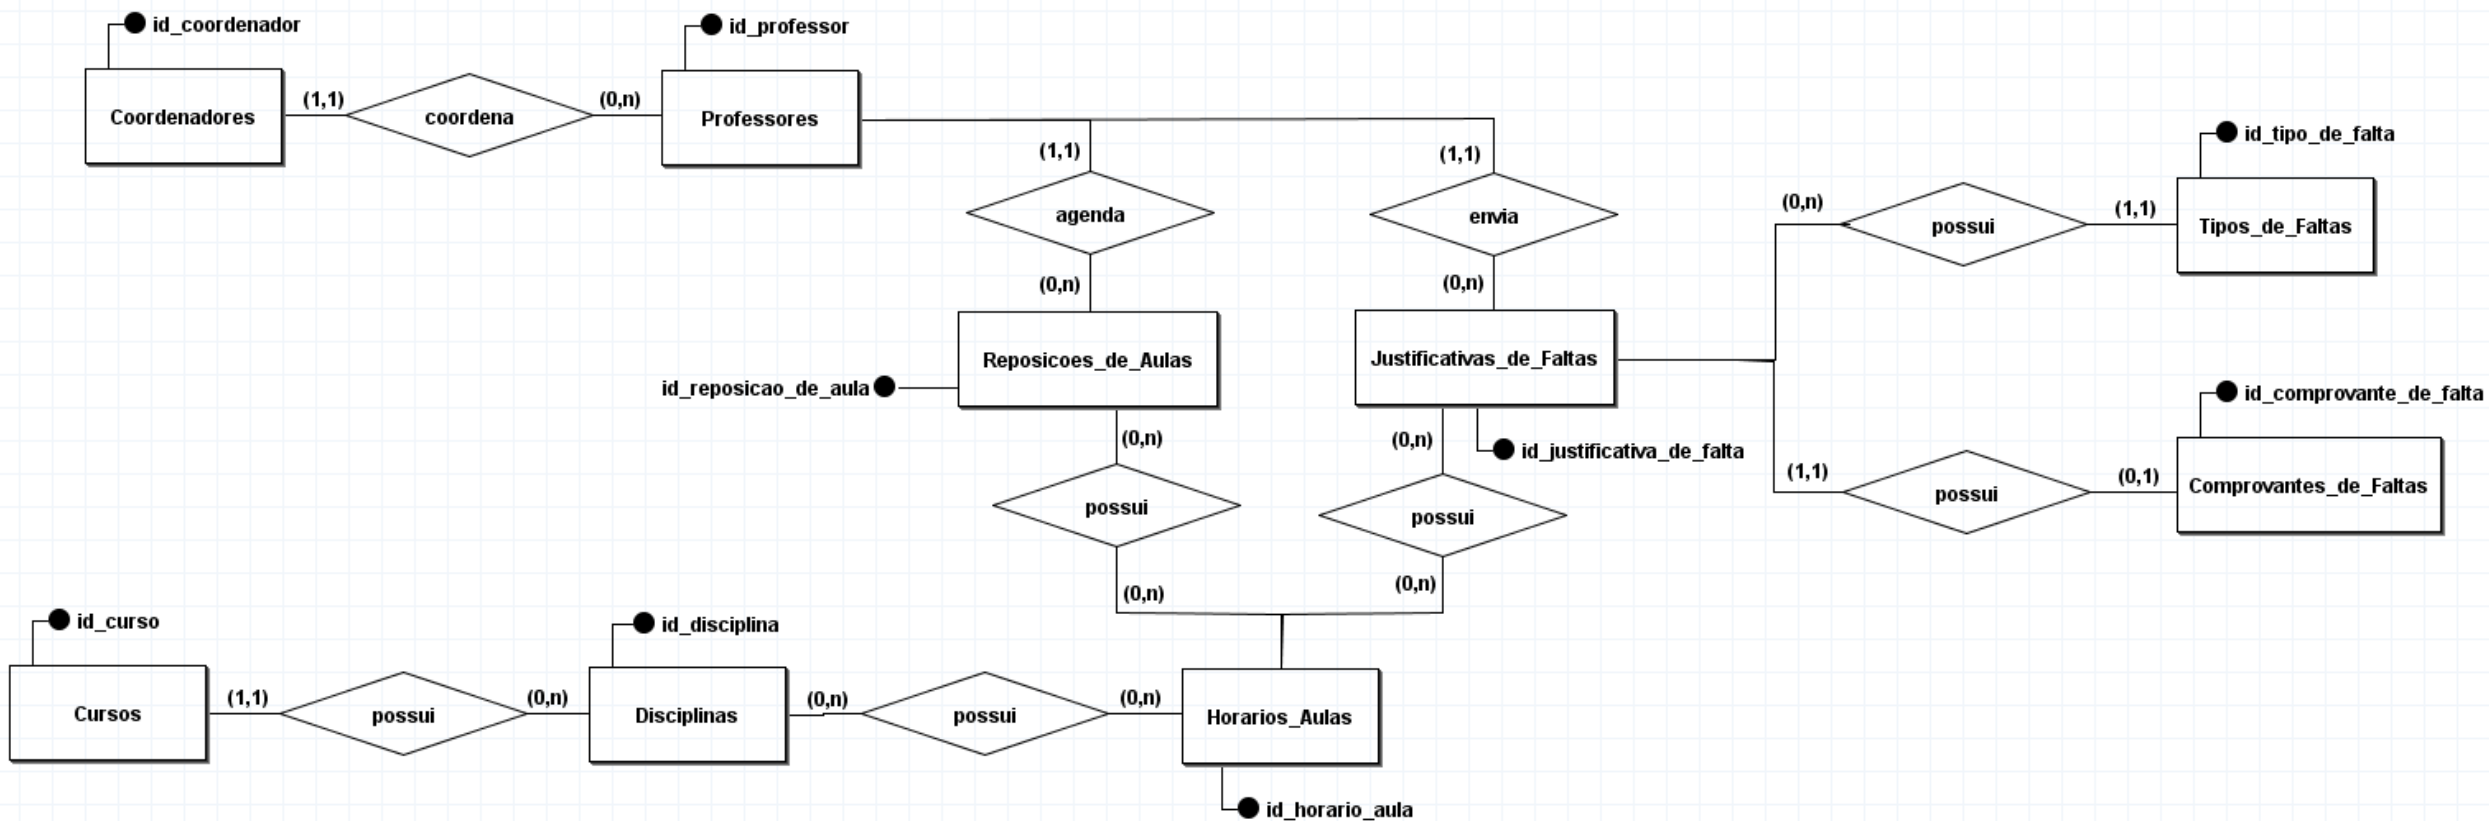 id_coordenador
id_professor
Coordenadores
(1,1)
coordena
(0,n)
Professores
(1,1)
(1,1)
id_tipo_de_falta
agenda
envia
(0,n)
possui
(1,1)
Tipos_de_Faltas
(0,n)
(0,n)
Reposicoes_de_Aulas
Justificativas_de_Faltas
id_reposicao_de_aula
id_comprovante_de_falta
(0,n)
(0,n)
id_justificativa_de_falta
(1,1)
possui
(0,1)
Comprovantes_de_Faltas
possui
possui
(0,n)
(0,n)
id_curso
id_disciplina
Cursos
(1,1)
possui
(0,n)
Disciplinas
(0,n)
possui
(0,n)
Horarios_Aulas
id_horario_aula